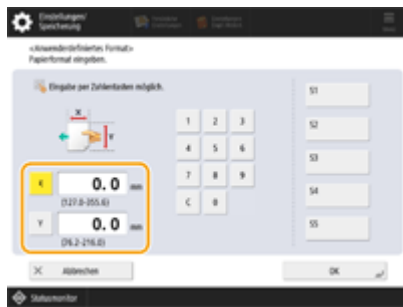 Einstellungen/
Speicherung
<Anwenderdefiniertes Format>
Papierformat eingeben.
Eingabe per Zahlentasten möglich.
X
Y
1 2 3
4 5 6
7 8 9
C 0
X 0.0 mm
(127.0-355.6)
Y 0.0 mm
(76.2-216.0)
S1
S2
S3
S4
S5
Abbrechen
OK
Statusmonitor